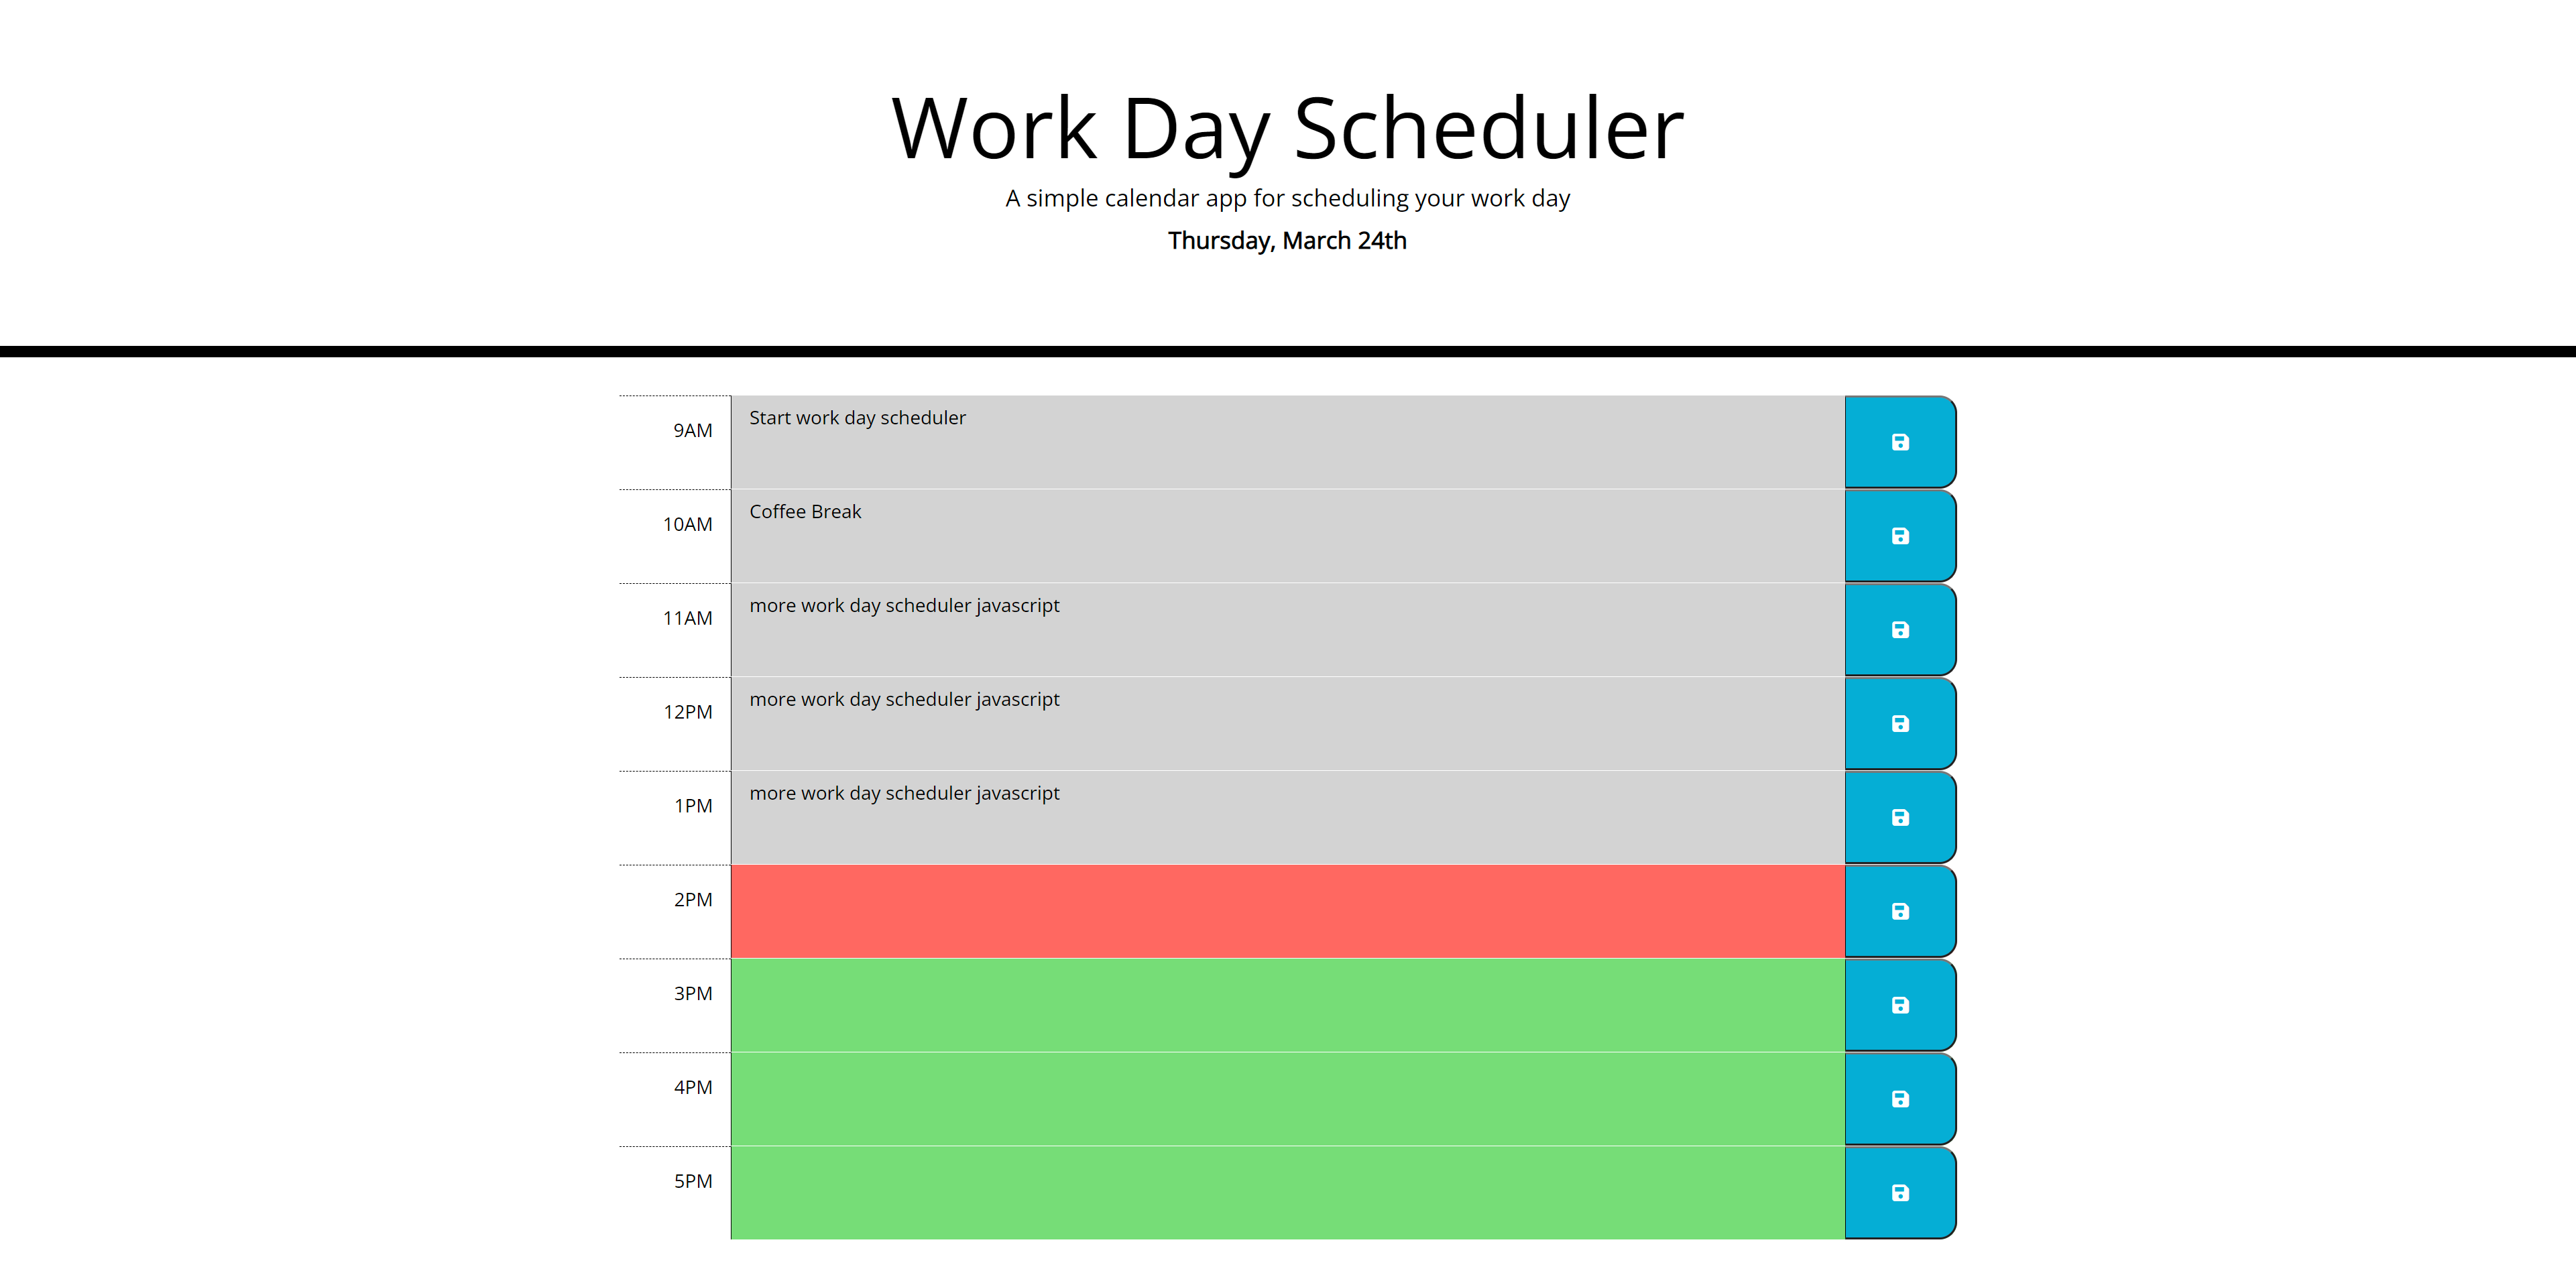 Work Day Scheduler
A simple calendar app for scheduling your work day
Thursday, March 24th
9AM
Start work day scheduler
10AM
Coffee Break
11AM
more work day scheduler javascript
12PM
more work day scheduler javascript
1PM
more work day scheduler javascript
2PM
3PM
4PM
5PM